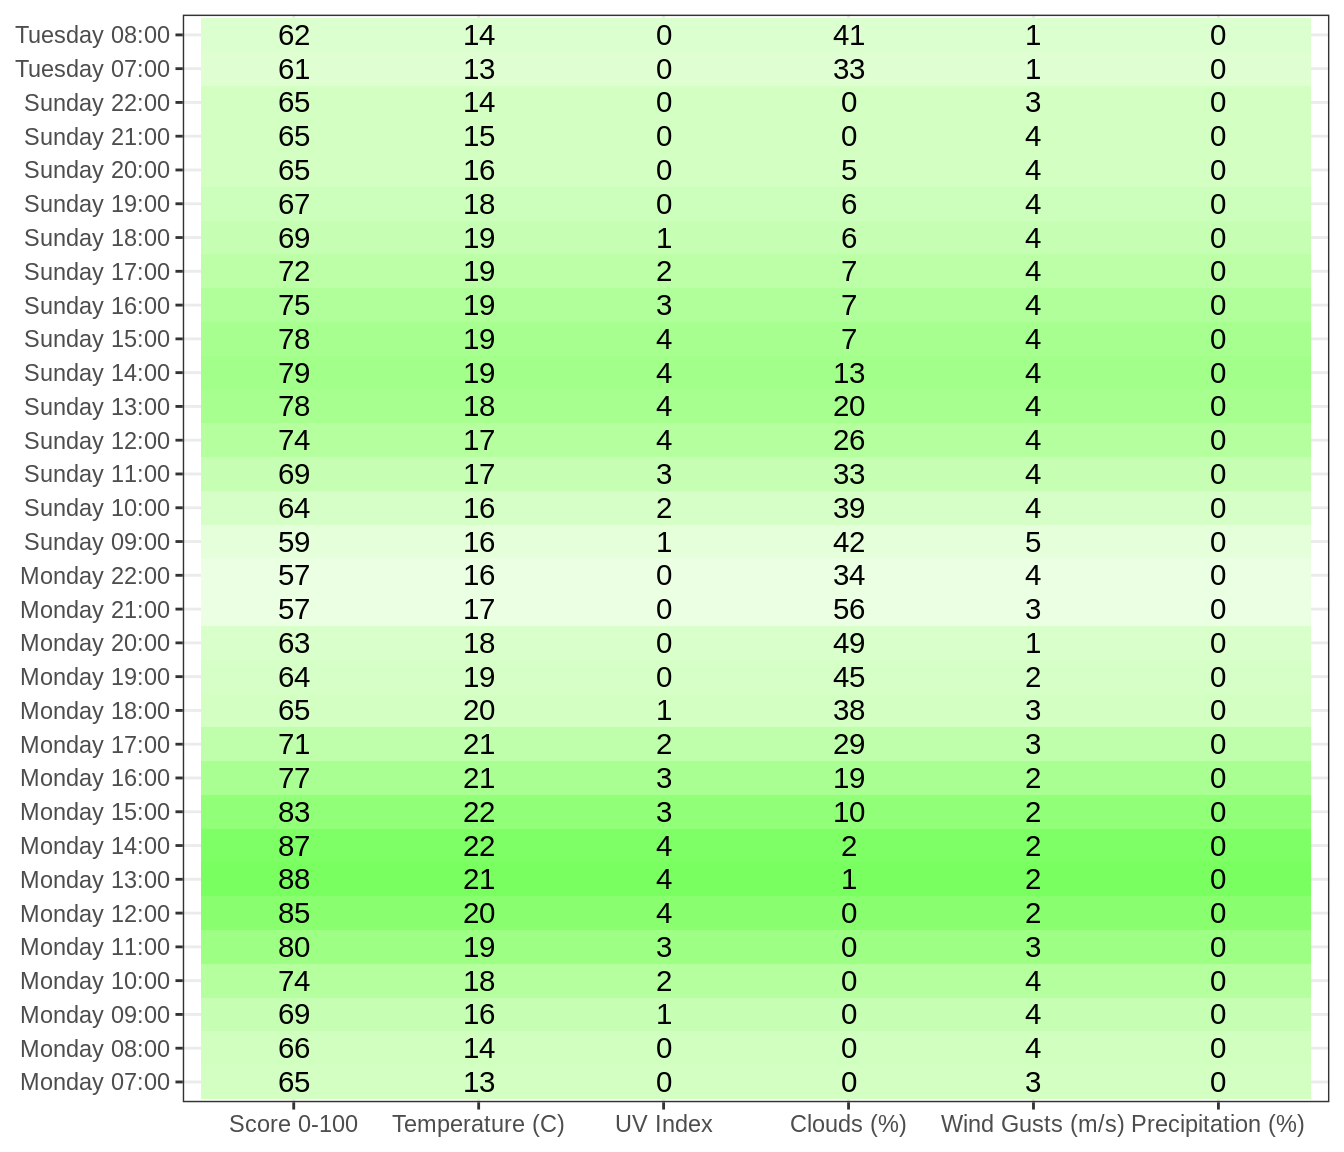 Tuesday 08:00 62 14 0 41 1 0
Tuesday 07:00 61 13 0 33 1 0
Sunday 22:00 65 14 0 0 3 0
Sunday 21:00 65 15 0 0 4 0
Sunday 20:00 65 16 0 5 4 0
Sunday 19:00 67 18 0 6 4 0
Sunday 18:00 69 19 1 6 4 0
Sunday 17:00 72 19 2 7 4 0
Sunday 16:00 75 19 3 7 4 0
Sunday 15:00 78 19 4 7 4 0
Sunday 14:00 79 19 4 13 4 0
Sunday 13:00 78 18 4 20 4 0
Sunday 12:00 74 17 4 26 4 0
Sunday 11:00 69 17 3 33 4 0
Sunday 10:00 64 16 2 39 4 0
Sunday 09:00 59 16 1 42 5 0
Monday 22:00 57 16 0 34 4 0
Monday 21:00 57 17 0 56 3 0
Monday 20:00 63 18 0 49 1 0
Monday 19:00 64 19 0 45 2 0
Monday 18:00 65 20 1 38 3 0
Monday 17:00 71 21 2 29 3 0
Monday 16:00 77 21 3 19 2 0
Monday 15:00 83 22 3 10 2 0
Monday 14:00 87 22 4 2 2 0
Monday 13:00 88 21 4 1 2 0
Monday 12:00 85 20 4 0 2 0
Monday 11:00 80 19 3 0 3 0
Monday 10:00 74 18 2 0 4 0
Monday 09:00 69 16 1 0 4 0
Monday 08:00 66 14 0 0 4 0
Monday 07:00 65 13 0 0 3 0
Score 0-100 Temperature (C) UV Index Clouds (%) Wind Gusts (m/s) Precipitation (%)